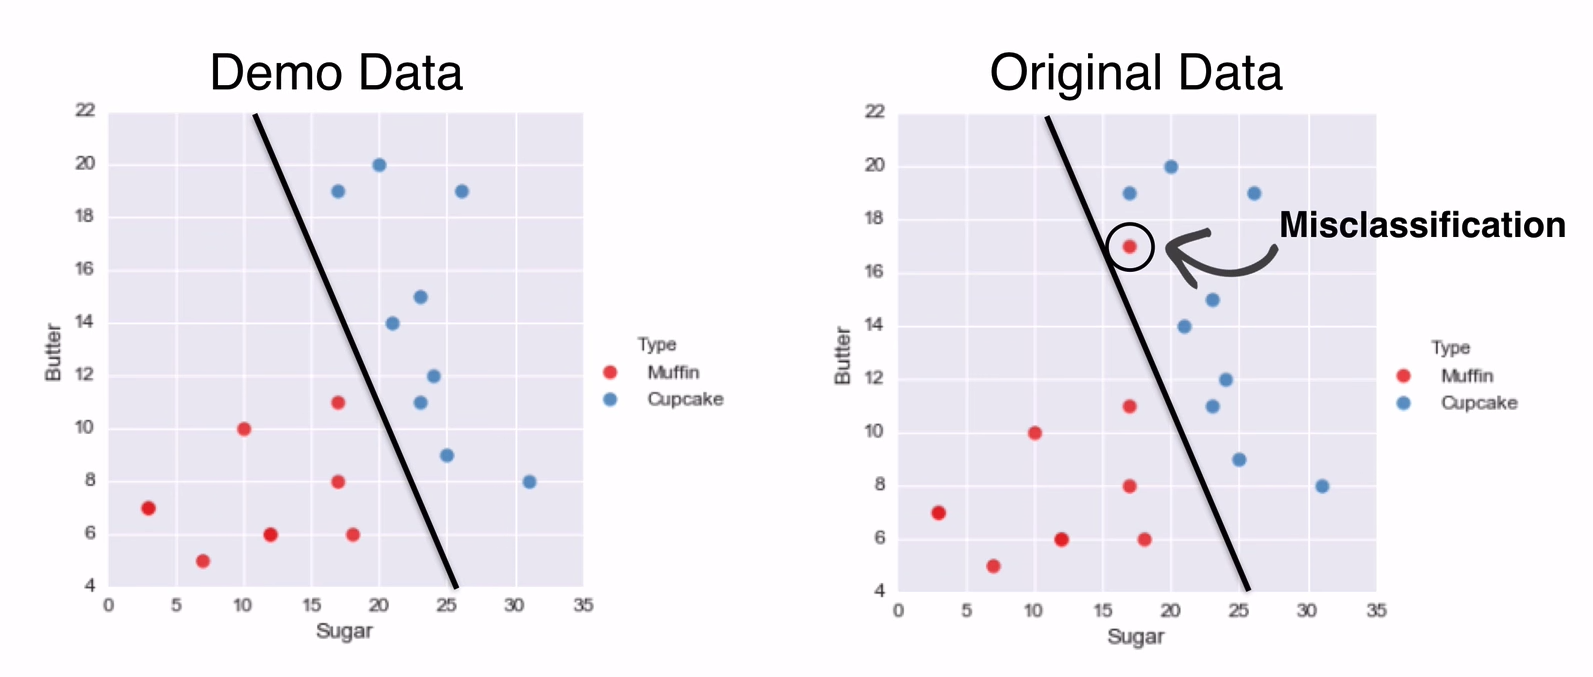 Demo Data
22
20
18
16
14
12
10
8
6
4
Butter
0 5 10 15 20 25 30 35
Sugar
Type
Muffin
Cupcake
Original Data
22
20
18
16
14
12
10
8
6
4
Butter
0 5 10 15 20 25 30 35
Sugar
Misclassification
Type
Muffin
Cupcake